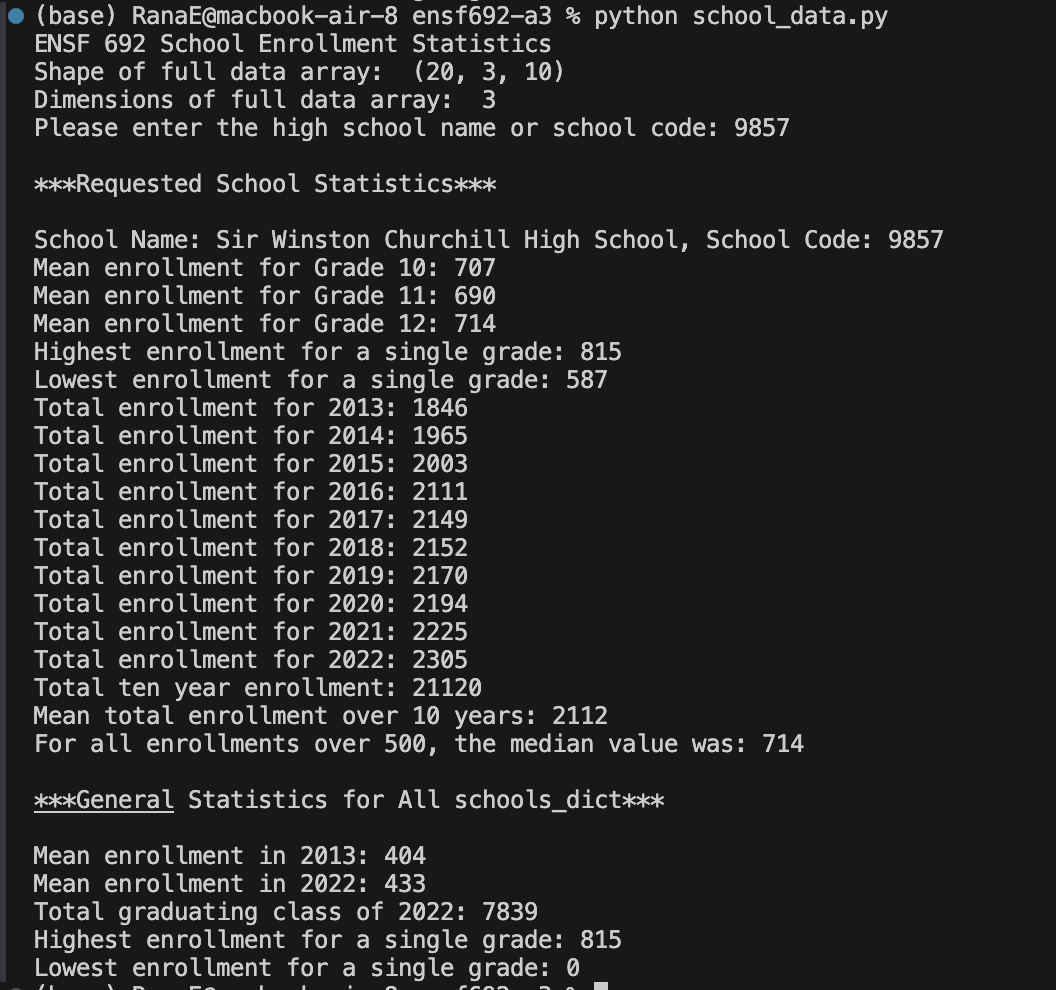 (base) RanaE@macbook-air-8 ensf692-a3 % python school_data.py
ENSF 692 School Enrollment Statistics
Shape of full data array:  (20, 3, 10)
Dimensions of full data array:  3
Please enter the high school name or school code: 9857
***Requested School Statistics***
School Name: Sir Winston Churchill High School, School Code: 9857
Mean enrollment for Grade 10: 707
Mean enrollment for Grade 11: 690
Mean enrollment for Grade 12: 714
Highest enrollment for a single grade: 815
Lowest enrollment for a single grade: 587
Total enrollment for 2013: 1846
Total enrollment for 2014: 1965
Total enrollment for 2015: 2003
Total enrollment for 2016: 2111
Total enrollment for 2017: 2149
Total enrollment for 2018: 2152
Total enrollment for 2019: 2170
Total enrollment for 2020: 2194
Total enrollment for 2021: 2225
Total enrollment for 2022: 2305
Total ten year enrollment: 21120
Mean total enrollment over 10 years: 2112
For all enrollments over 500, the median value was: 714
***General Statistics for All schools_dict***
Mean enrollment in 2013: 404
Mean enrollment in 2022: 433
Total graduating class of 2022: 7839
Highest enrollment for a single grade: 815
Lowest enrollment for a single grade: 0